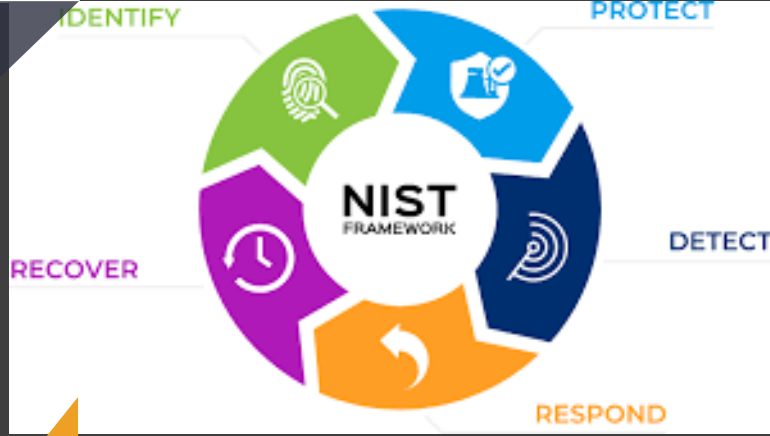 IDENTIFY
PROTECT
NIST
FRAMEWORK
DETECT
RECOVER
RESPOND